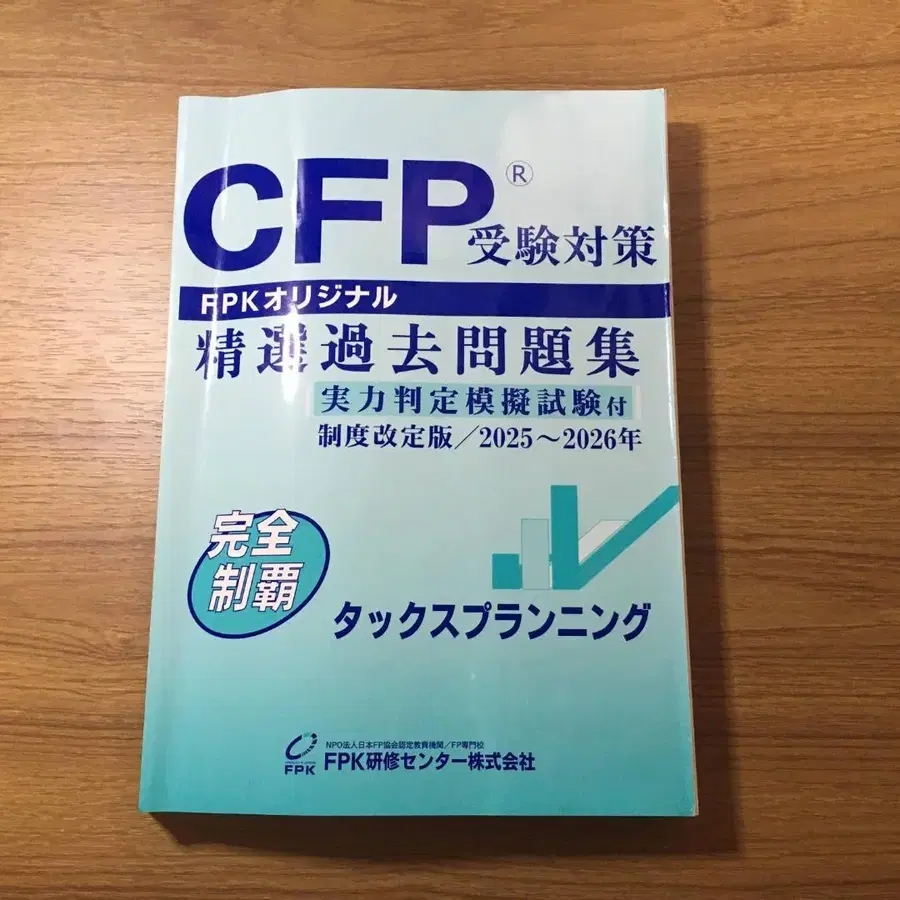 CFP®
受験対策
FPKオリジナル
精選過去問題集
実力判定模擬試験付
制度改定版／2025～2026年
完全
制覇
タックスプランニング
NPO法人日本FP協会認定教育機関／FP専門校
FPK研修センター株式会社
FPK